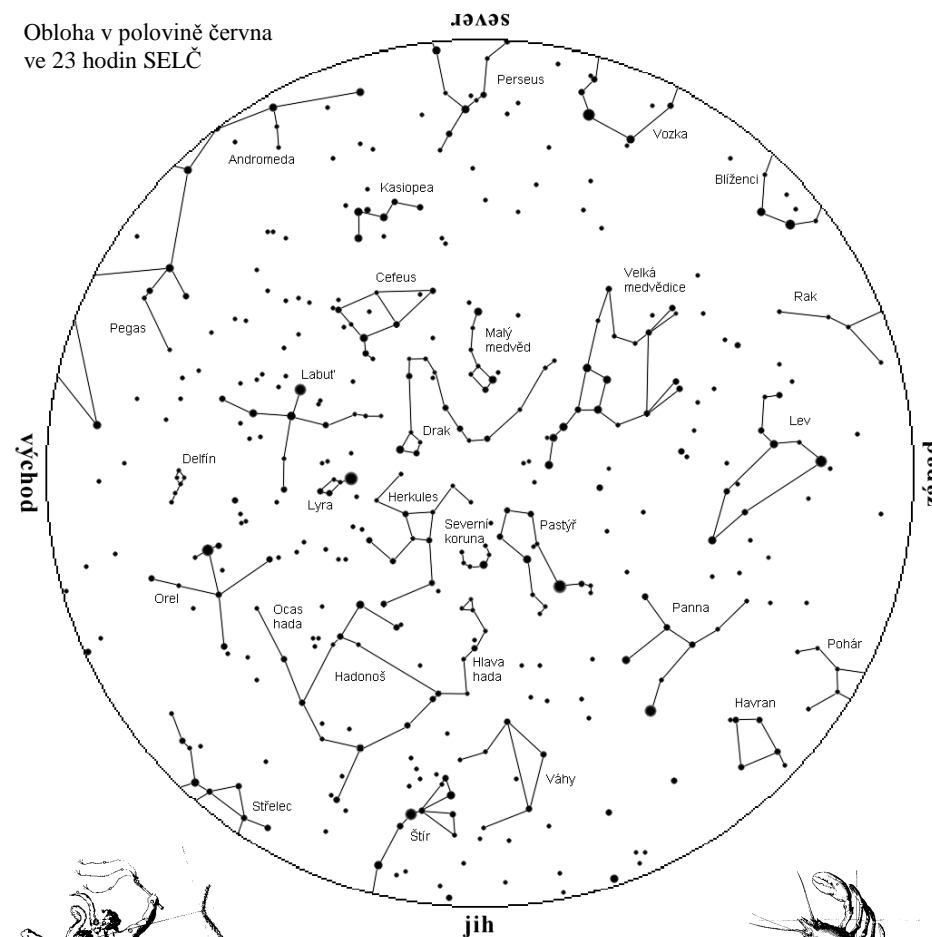 Obloha v polovině června
ve 23 hodin SELČ
sever
Perseus
Vozka
Andromeda
Blíženci
Kasiopea
Cefeus
Velká
medvědice
Rak
Pegas
Malý
medvěd
Labuť
Drak
Lev
východ
západ
Delfín
Lyra
Herkules
Severní
koruna
Pastýř
Orel
Ocas
hada
Panna
Hadonoš
Hlava
hada
Pohár
Havran
Váhy
Střelec
Štír
jih